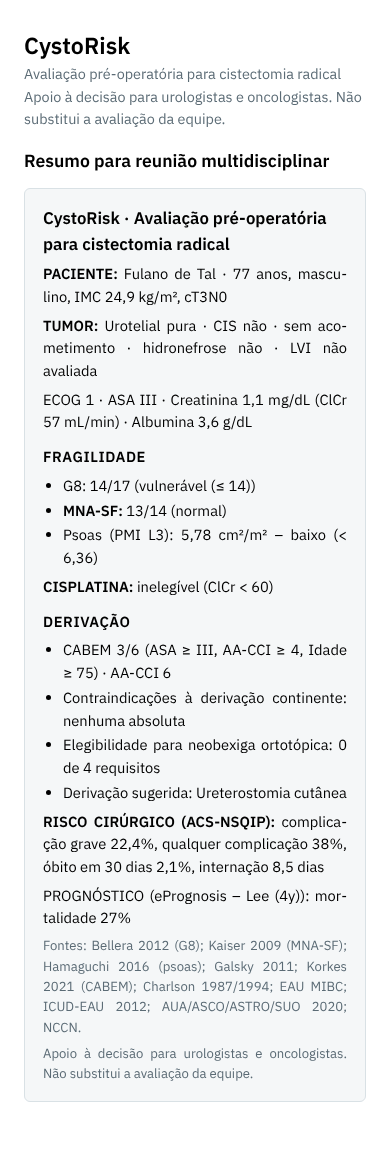 CystoRisk
Avaliação pré-operatória para cistectomia radical
Apoio à decisão para urologistas e oncologistas. Não
substitui a avaliação da equipe.
Resumo para reunião multidisciplinar
CystoRisk · Avaliação pré-operatória
para cistectomia radical
PACIENTE: Fulano de Tal · 77 anos, mascu-
lino, IMC 24,9 kg/m², cT3N0
TUMOR: Urotelial pura · CIS não · sem aco-
metimento · hidronefrose não · LVI não
avaliada
ECOG 1 · ASA III · Creatinina 1,1 mg/dL (ClCr
57 mL/min) · Albumina 3,6 g/dL
FRAGILIDADE
• G8: 14/17 (vulnerável (≤ 14))
• MNA-SF: 13/14 (normal)
• Psoas (PMI L3): 5,78 cm²/m² – baixo (<
6,36)
CISPLATINA: inelegível (ClCr < 60)
DERIVAÇÃO
• CABEM 3/6 (ASA ≥ III, AA-CCI ≥ 4, Idade
≥ 75) · AA-CCI 6
• Contraindicações à derivação continente:
nenhuma absoluta
• Elegibilidade para neobexiga ortotópica: 0
de 4 requisitos
• Derivação sugerida: Ureterostomia cutânea
RISCO CIRÚRGICO (ACS-NSQIP): complica-
ção grave 22,4%, qualquer complicação 38%,
óbito em 30 dias 2,1%, internação 8,5 dias
PROGNÓSTICO (ePrognosis – Lee (4y)): mor-
talidade 27%
Fontes: Bellera 2012 (G8); Kaiser 2009 (MNA-SF);
Hamaguchi 2016 (psoas); Galsky 2011; Korkes
2021 (CABEM); Charlson 1987/1994; EAU MIBC;
ICUD-EAU 2012; AUA/ASCO/ASTRO/SUO 2020;
NCCN.
Apoio à decisão para urologistas e oncologistas.
Não substitui a avaliação da equipe.